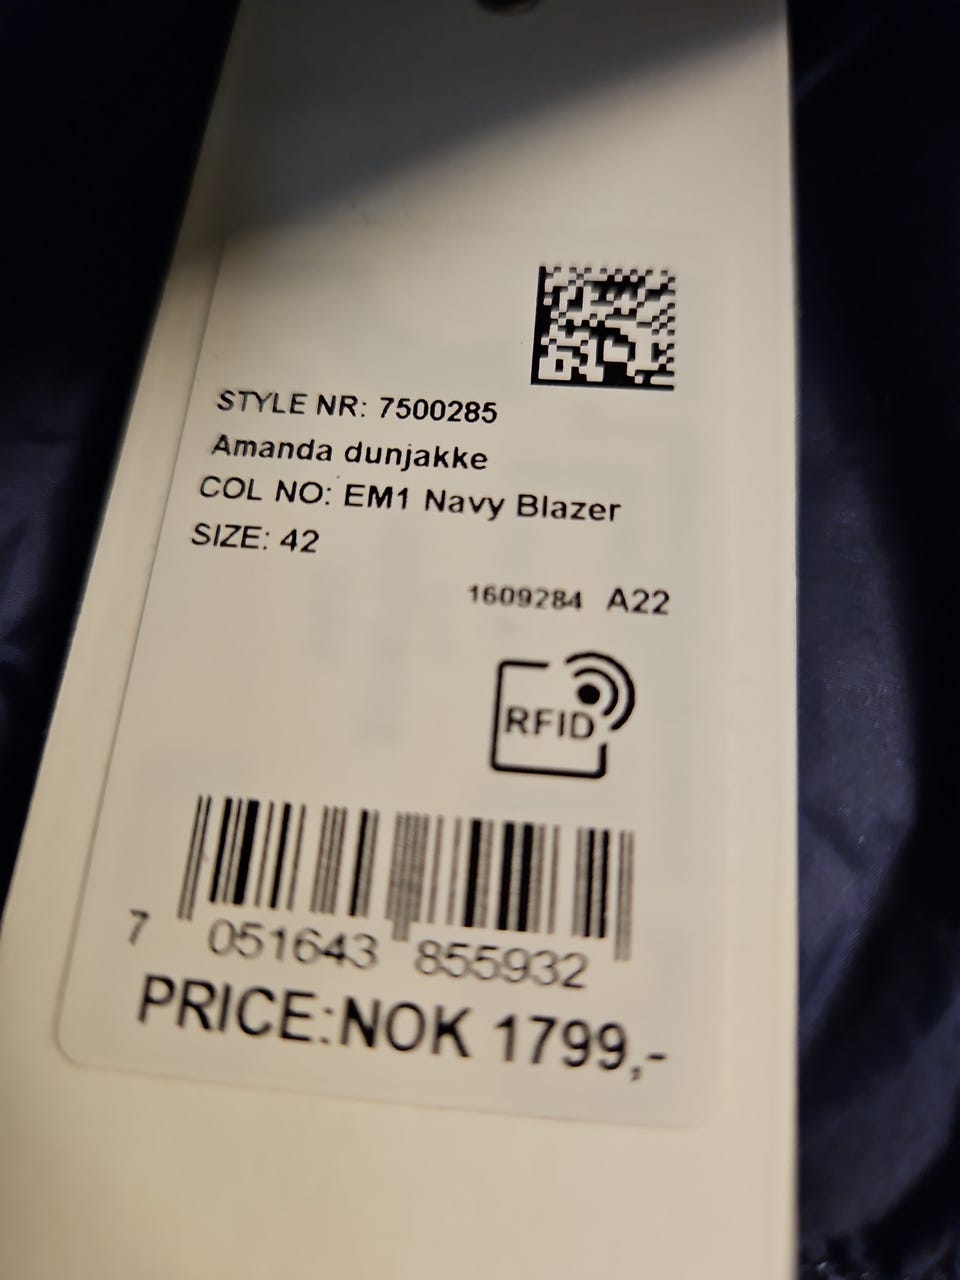 STYLE NR: 7500285
Amanda dunjakke
COL NO: EM1 Navy Blazer
SIZE: 42
1609284 A22
RFID
7 051643 855932
PRICE:NOK 1799,-